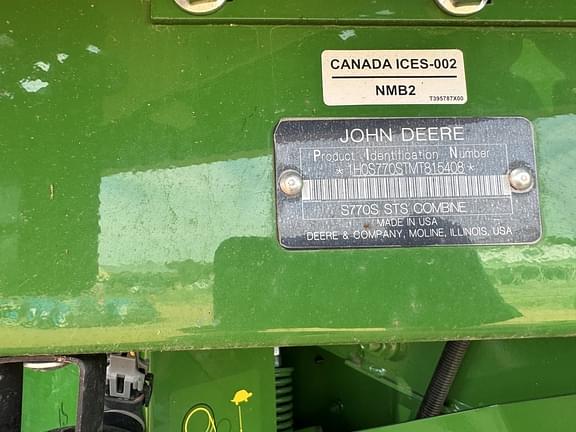 CANADA ICES-002
NMB2
T395787X00
JOHN DEERE
Product Identification Number
*1H0S770STMT815408*
S770S STS COMBINE
MADE IN USA
DEERE & COMPANY, MOLINE, ILLINOIS, USA